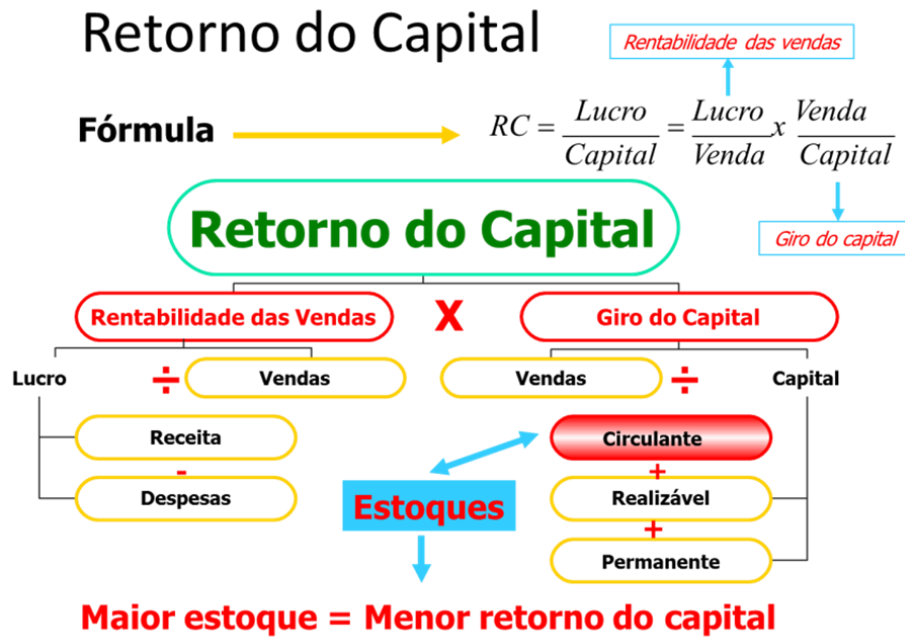 Retorno do Capital
Rentabilidade das vendas
Fórmula
RC = Lucro / Capital = Lucro / Venda x Venda / Capital
Giro do capital
Retorno do Capital
Rentabilidade das Vendas X Giro do Capital
Lucro ÷ Vendas Vendas ÷ Capital
Receita Circulante
- +
Despesas Estoques Realizável
+
Permanente
Maior estoque = Menor retorno do capital